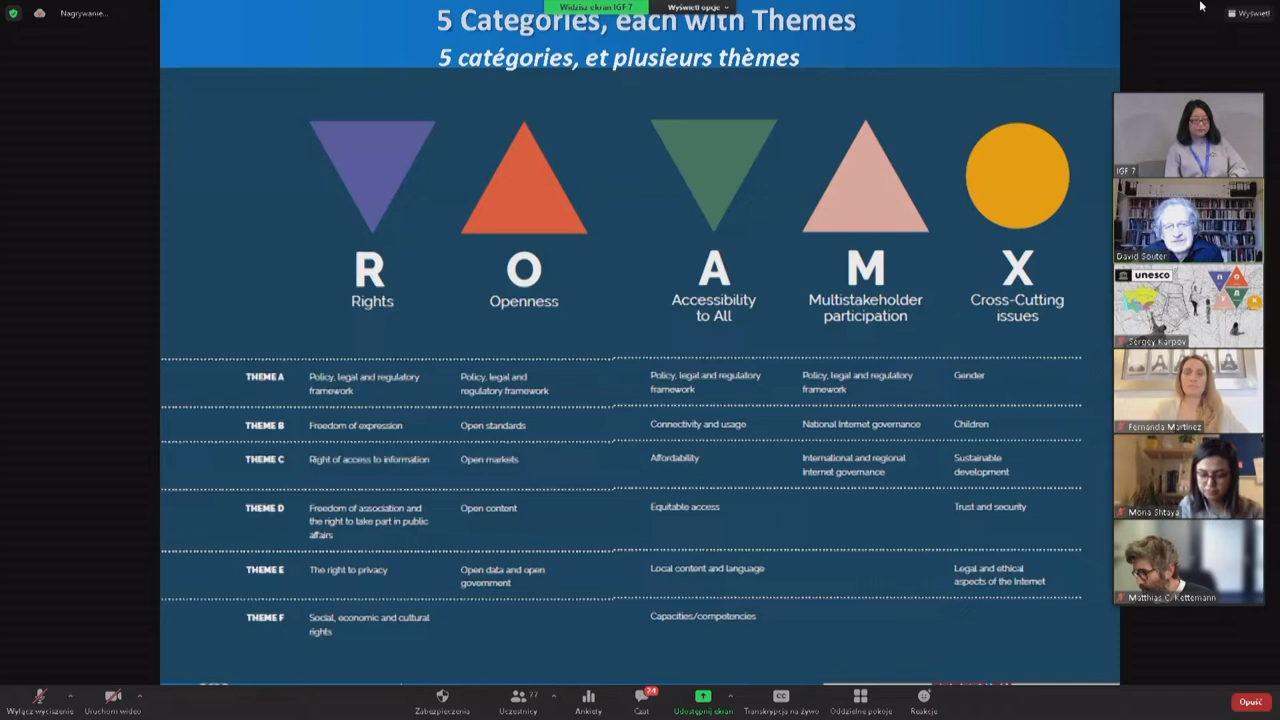 Nagrywanie...
Widzisz ekran IGF 7
Wyświetl opcje
Wyświetl
5 Categories, each with Themes
5 catégories, et plusieurs thèmes
R O A M X
Rights
Openness
Accessibility
to All
Multistakeholder
participation
Cross-Cutting
issues
THEME A
Policy, legal and regulatory
framework
Policy, legal and
regulatory framework
Policy, legal and regulatory
framework
Policy, legal and regulatory
framework
Gender
THEME B
Freedom of expression
Open standards
Connectivity and usage
National Internet governance
Children
THEME C
Right of access to information
Open markets
Affordability
International and regional
Internet governance
Sustainable
development
THEME D
Freedom of association and
the right to take part in public
affairs
Open content
Equitable access
Trust and security
THEME E
The right to privacy
Open data and open
government
Local content and language
Legal and ethical
aspects of the Internet
THEME F
Social, economic and cultural
rights
Capacities/competencies
IGF 7
David Souter
unesco
Sergey Karpov
Fernanda Martínez
Mona Shtaya
Matthias C. Kettemann
Wyłącz wyciszenie
Uruchom wideo
Zabezpieczenia
Uczestnicy
Ankiety
24
Czat
Udostępnij ekran
CC
Transkrypcja na żywo
Oddzielne pokoje
Reakcje
Opuść